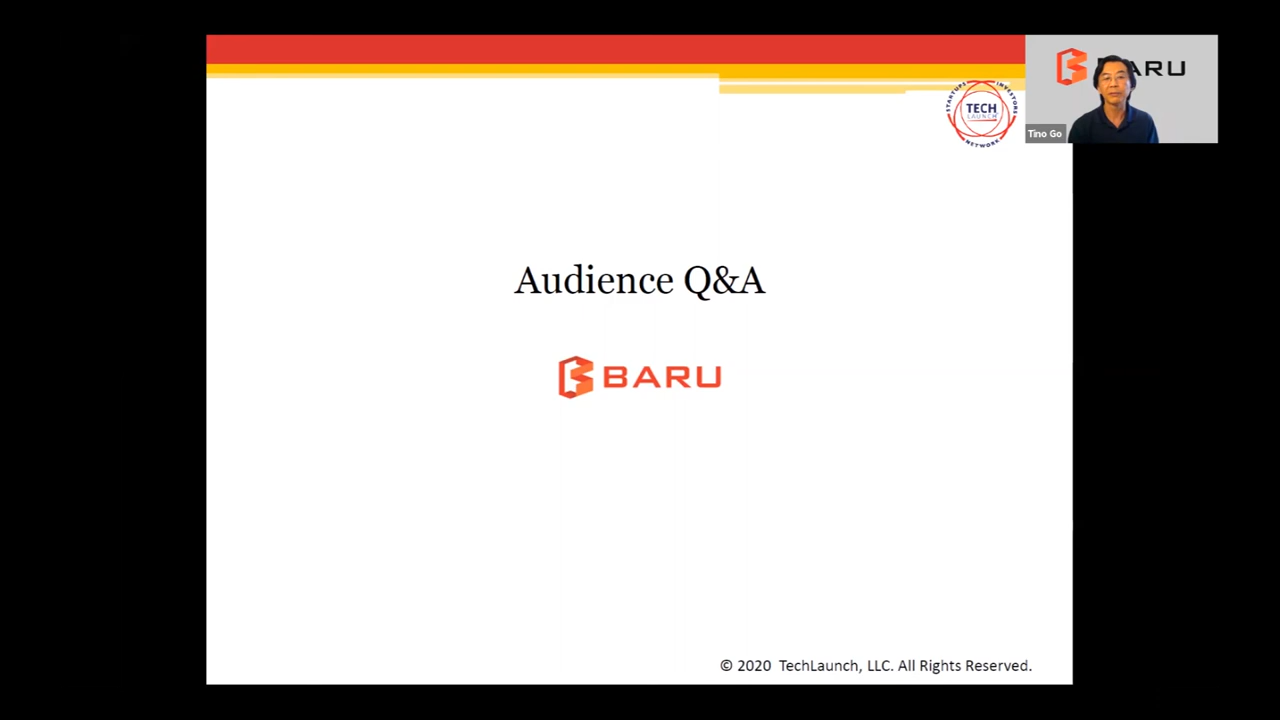 STARTUPS INVESTORS
TECH
LAUNCH
NETWORK
BARU
Tino Go
Audience Q&A
BARU
© 2020 TechLaunch, LLC. All Rights Reserved.